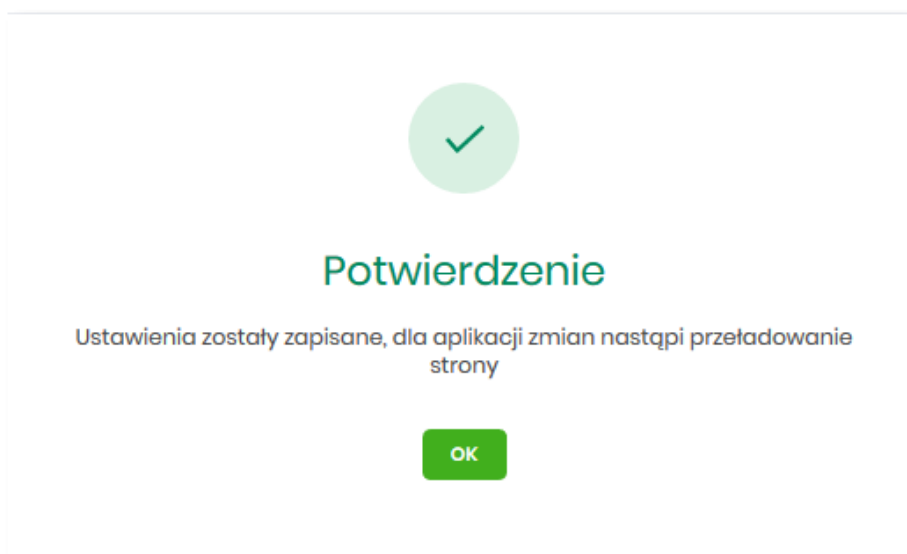 Potwierdzenie
Ustawienia zostały zapisane, dla aplikacji zmian nastąpi przeładowanie
strony
OK